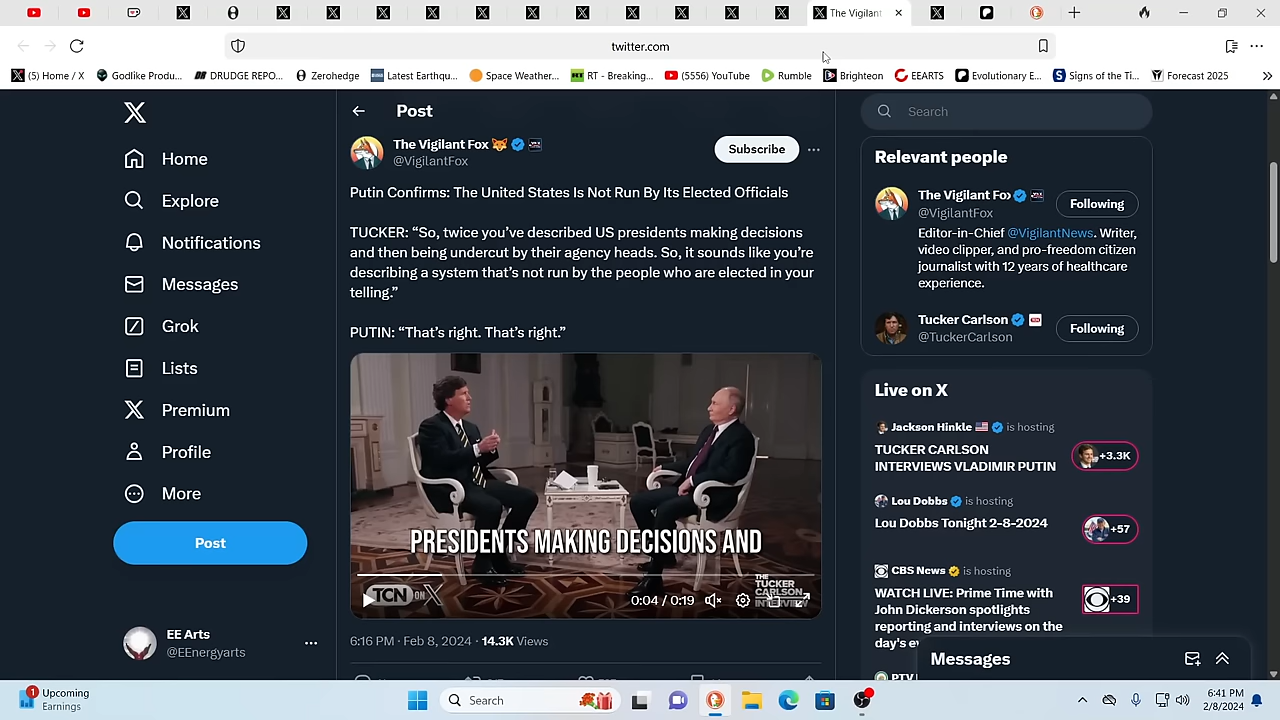 The Vigilant
twitter.com
(5) Home / X
Godlike Produ...
DRUDGE REPO...
Zerohedge
Latest Earthqu...
Space Weather...
RT - Breaking...
(5556) YouTube
Rumble
Brighteon
EEARTS
Evolutionary E...
Signs of the Ti...
Forecast 2025
Home
Explore
Notifications
Messages
Grok
Lists
Premium
Profile
More
Post
EE Arts
@EEnergyarts
Post
The Vigilant Fox
@VigilantFox
Subscribe
Putin Confirms: The United States Is Not Run By Its Elected Officials
TUCKER: “So, twice you’ve described US presidents making decisions
and then being undercut by their agency heads. So, it sounds like you’re
describing a system that’s not run by the people who are elected in your
telling.”
PUTIN: “That’s right. That’s right.”
PRESIDENTS MAKING DECISIONS AND
TCN ON X
THE
TUCKER
CARLSON
INTERVIEW
0:04 / 0:19
6:16 PM · Feb 8, 2024 · 14.3K Views
Search
Relevant people
The Vigilant Fox
@VigilantFox
Following
Editor-in-Chief @VigilantNews. Writer,
video clipper, and pro-freedom citizen
journalist with 12 years of healthcare
experience.
Tucker Carlson
@TuckerCarlson
Following
Live on X
Jackson Hinkle is hosting
TUCKER CARLSON
INTERVIEWS VLADIMIR PUTIN
+3.3K
Lou Dobbs is hosting
Lou Dobbs Tonight 2-8-2024
+57
CBS News is hosting
WATCH LIVE: Prime Time with
John Dickerson spotlights
reporting and interviews on the
day's
+39
Messages
1
Upcoming
Earnings
Search
6:41 PM
2/8/2024